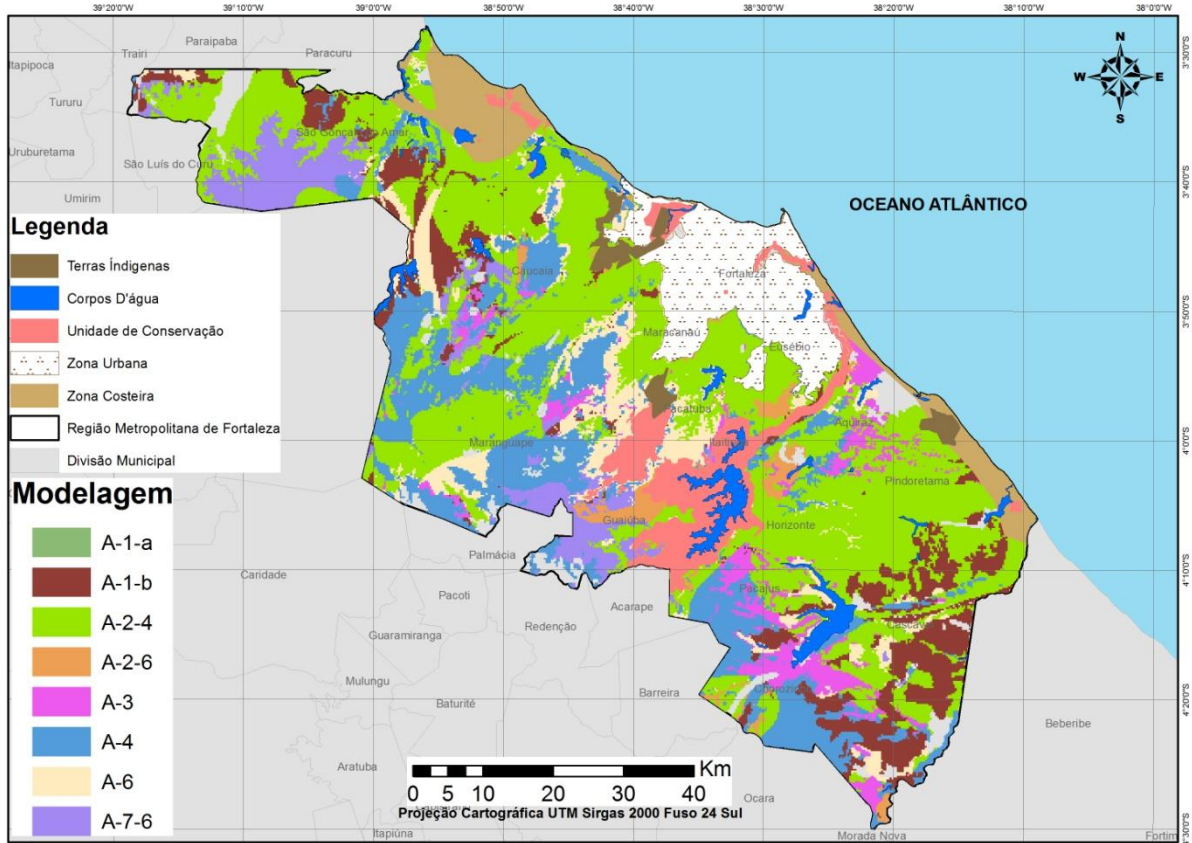 39°20'0"W
39°10'0"W
39°0'0"W
38°50'0"W
38°40'0"W
38°30'0"W
38°20'0"W
38°10'0"W
38°0'0"W
Paraipaba
Trairi
Paracuru
Itapipoca
Tururu
São Gonçalo do Amar
Uruburetama
São Luís do Curu
Umirim
N
W E
S
3°30'0"S
3°40'0"S
3°50'0"S
4°0'0"S
4°10'0"S
4°20'0"S
4°30'0"S
OCEANO ATLÂNTICO
Legenda
Terras Índigenas
Corpos D'água
Unidade de Conservação
Zona Urbana
Zona Costeira
Região Metropolitana de Fortaleza
Divisão Municipal
Modelagem
A-1-a
A-1-b
A-2-4
A-2-6
A-3
A-4
A-6
A-7-6
Caucaia
Fortaleza
Maracanaú
Eusébio
Pacatuba
Maranguape
Itaitinga
Aquiraz
Pindoretama
Guaiúba
Horizonte
Palmácia
Caridade
Pacoti
Acarape
Pacajus
Redenção
Cascavel
Guaramiranga
Mulungu
Barreira
Chorozinho
Baturité
Beberibe
Aratuba
Ocara
Itapiúna
Morada Nova
Fortim
0 5 10 20 30 40 Km
Projeção Cartográfica UTM Sirgas 2000 Fuso 24 Sul